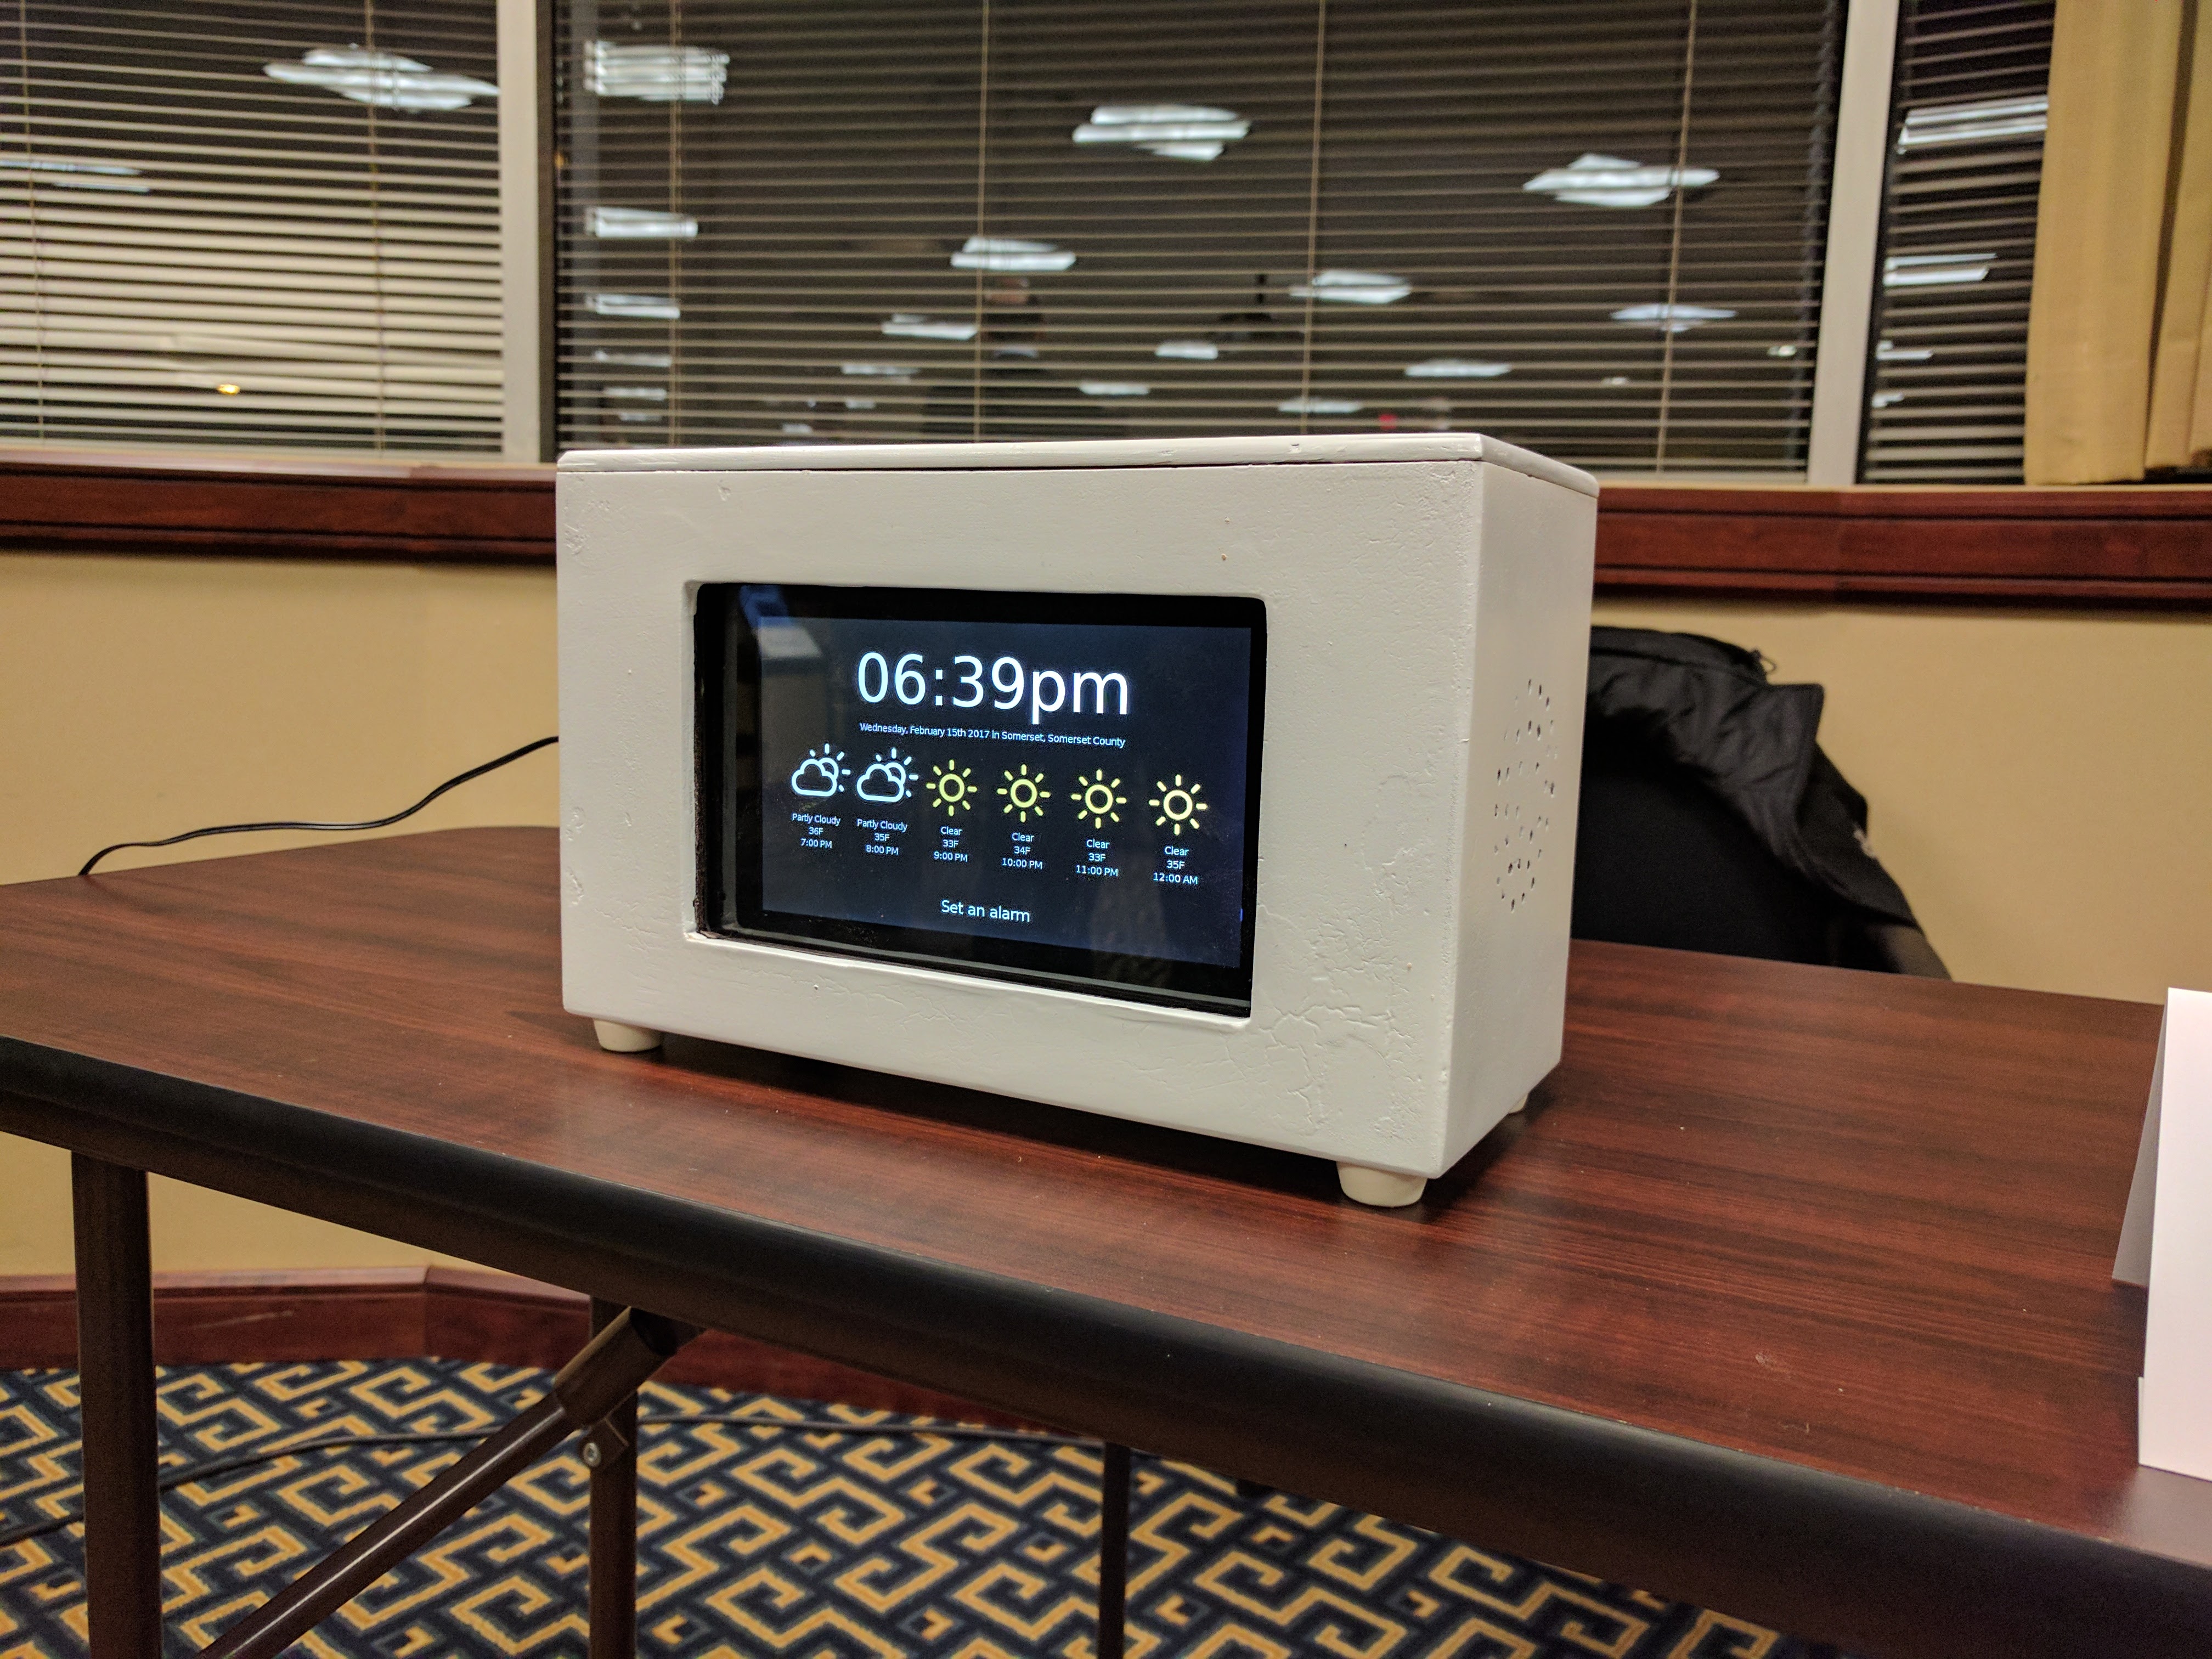 06:39pm
Wednesday, February 15th 2017 in Somerset, Somerset County
Partly Cloudy
36F
7:00 PM
Partly Cloudy
35F
8:00 PM
Clear
33F
9:00 PM
Clear
34F
10:00 PM
Clear
33F
11:00 PM
Clear
35F
12:00 AM
Set an alarm